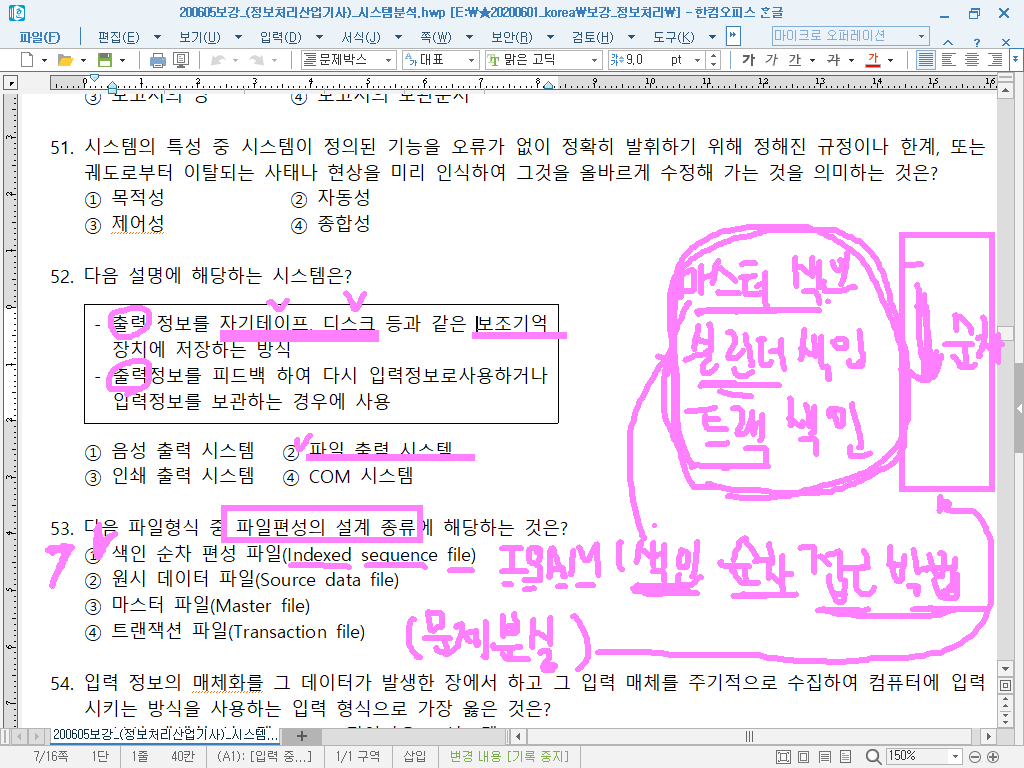 200605보강_(정보처리산업기사)_시스템분석.hwp [E:₩★20200601_korea₩보강_정보처리₩] - 한컴오피스 한글
파일(F) 편집(E) 보기(U) 입력(D) 서식(J) 쪽(W) 보안(R) 검토(H) 도구(K) 마이크로 오퍼레이션
문제박스 대표 맑은 고딕 9.0 pt 가 가 가 가 가
③ 보고서의 양 ④ 보고서의 보관문서
51. 시스템의 특성 중 시스템이 정의된 기능을 오류가 없이 정확히 발휘하기 위해 정해진 규정이나 한계, 또는
궤도로부터 이탈되는 사태나 현상을 미리 인식하여 그것을 올바르게 수정해 가는 것을 의미하는 것은?
① 목적성 ② 자동성
③ 제어성 ④ 종합성
52. 다음 설명에 해당하는 시스템은?
- 출력 정보를 자기테이프, 디스크 등과 같은 보조기억
장치에 저장하는 방식
- 출력정보를 피드백 하여 다시 입력정보로사용하거나
입력정보를 보관하는 경우에 사용
① 음성 출력 시스템 ② 파일 출력 시스템
③ 인쇄 출력 시스템 ④ COM 시스템
마스터 색인
실린더 색인
트랙 색인
순차
53. 다음 파일형식 중 파일편성의 설계 종류에 해당하는 것은?
① 색인 순차 편성 파일(Indexed sequence file)
ISAM (색인 순차 접근 방법
② 원시 데이터 파일(Source data file)
③ 마스터 파일(Master file)
④ 트랜잭션 파일(Transaction file)
(문제분실)
54. 입력 정보의 매체화를 그 데이터가 발생한 장에서 하고 그 입력 매체를 주기적으로 수집하여 컴퓨터에 입력
시키는 방식을 사용하는 입력 형식으로 가장 옳은 것은?
200605보강_(정보처리산업기사)_시스템...
7/16쪽 1단 1줄 40칸 (A1): [입력 중...] 1/1 구역 삽입 변경 내용 [기록 중지] 150%